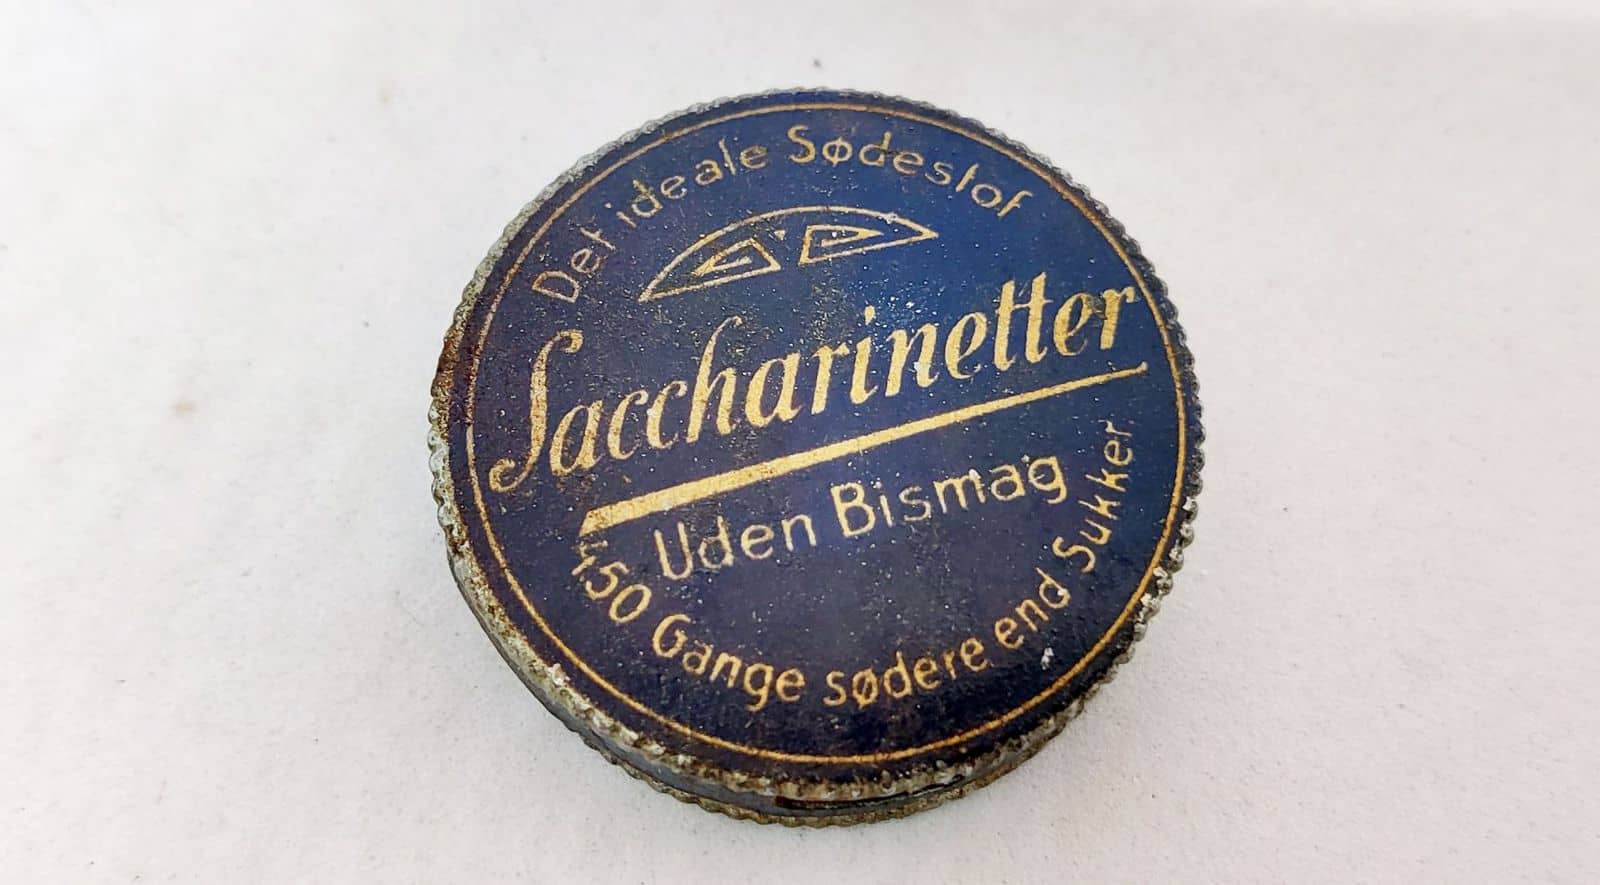 Det ideale Sødestof
Saccharinetter
Uden Bismag
450 Gange sødere end Sukker.